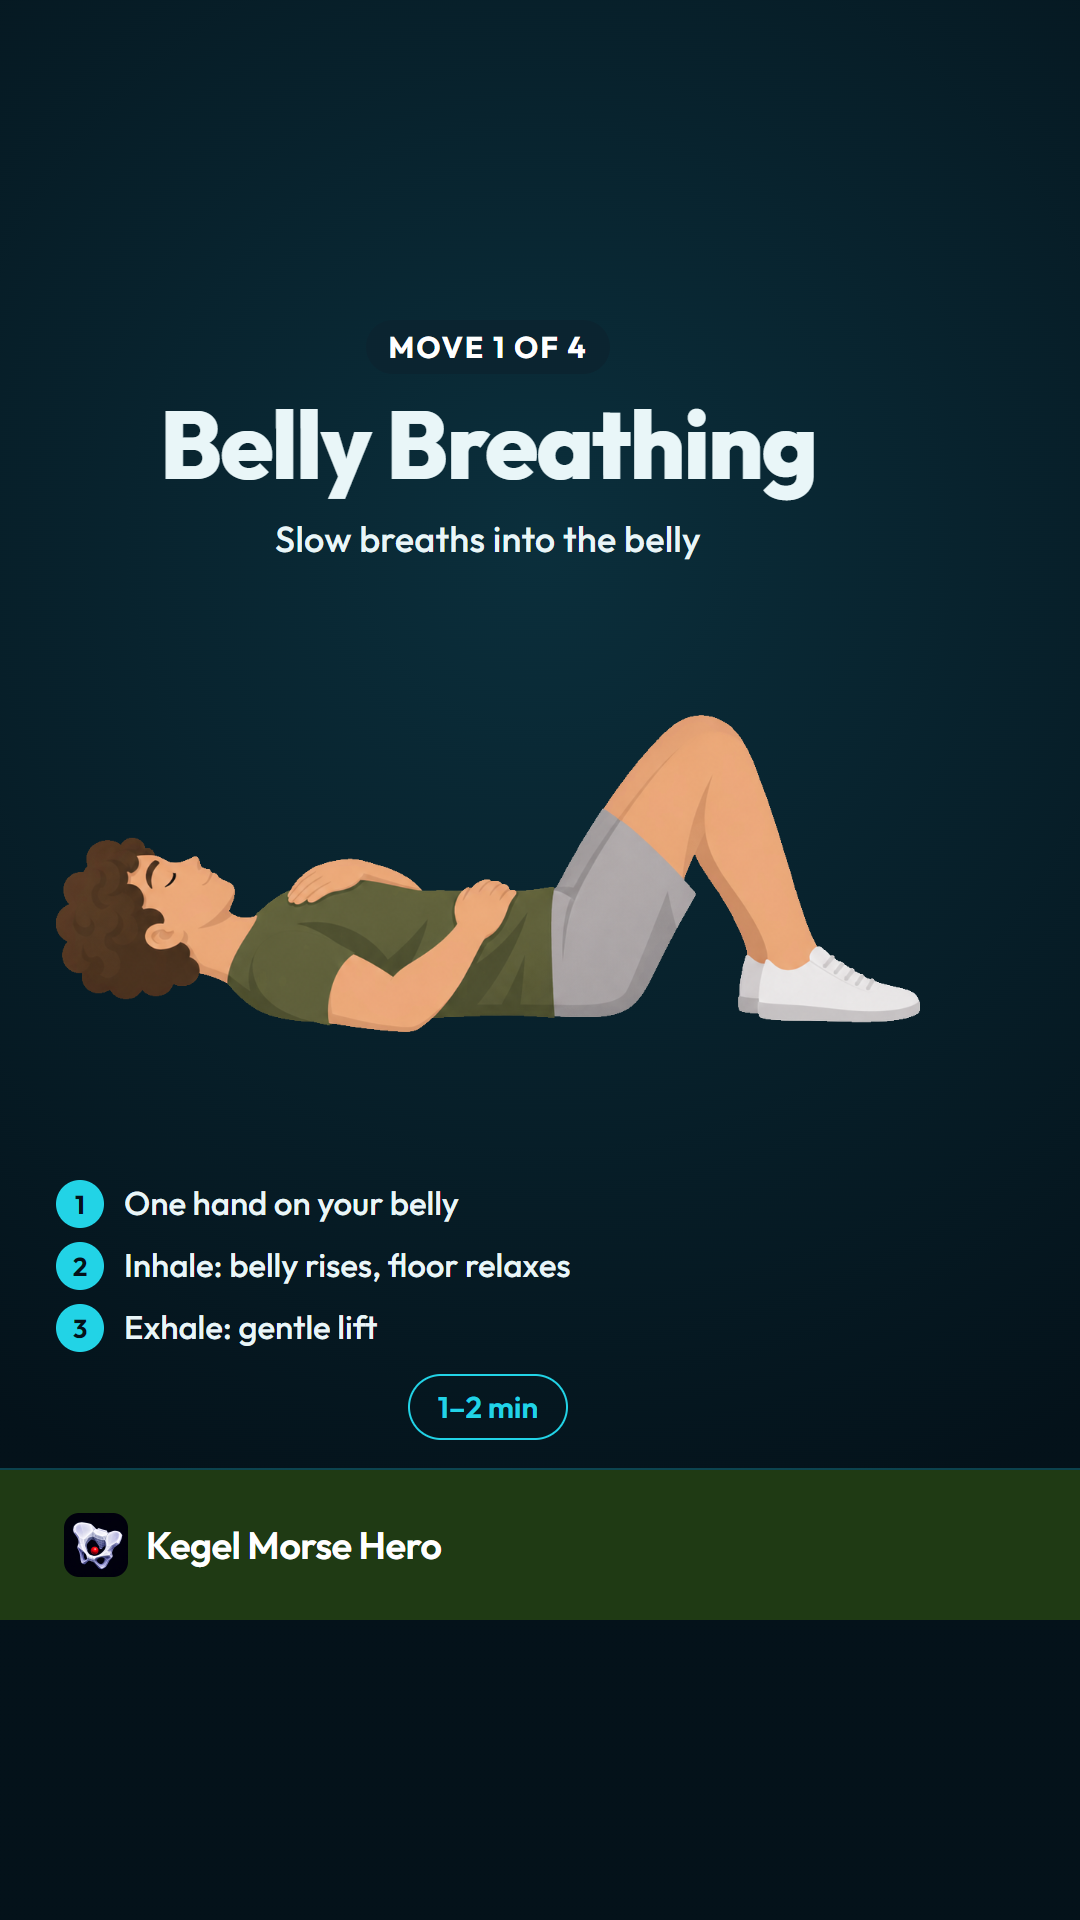 MOVE 1 OF 4
Belly Breathing
Slow breaths into the belly
1 One hand on your belly
2 Inhale: belly rises, floor relaxes
3 Exhale: gentle lift
1–2 min
Kegel Morse Hero